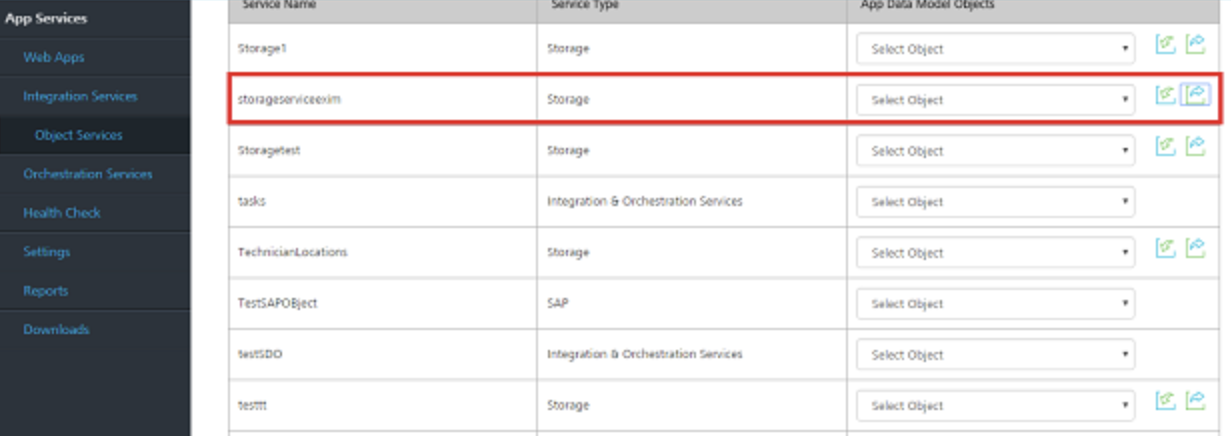 App Services
Web Apps
Integration Services
Object Services
Orchestration Services
Health Check
Settings
Reports
Downloads
Service Name Service Type App Data Model Objects
Storage1 Storage Select Object
storageserviceexim Storage Select Object
Storagetest Storage Select Object
tasks Integration & Orchestration Services Select Object
TechnicianLocations Storage Select Object
TestSAPOBject SAP Select Object
testSDO Integration & Orchestration Services Select Object
testtt Storage Select Object